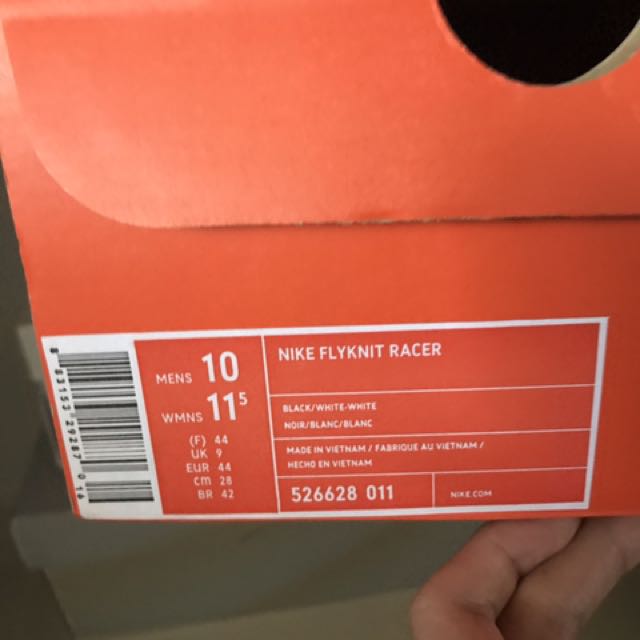 MENS 10
WMNS 11⁵
(F) 44
UK 9
EUR 44
cm 28
BR 42
NIKE FLYKNIT RACER
BLACK/WHITE-WHITE
NOIR/BLANC/BLANC
MADE IN VIETNAM / FABRIQUE AU VIETNAM /
HECHO EN VIETNAM
526628 011
NIKE.COM